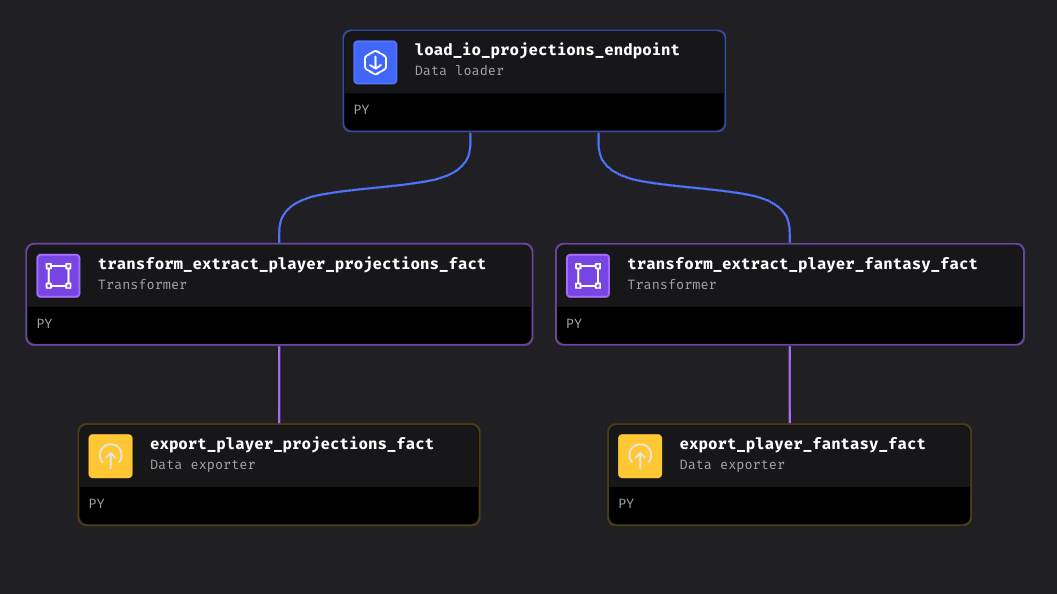 load_io_projections_endpoint
Data loader
PY
transform_extract_player_projections_fact
Transformer
PY
transform_extract_player_fantasy_fact
Transformer
PY
export_player_projections_fact
Data exporter
PY
export_player_fantasy_fact
Data exporter
PY